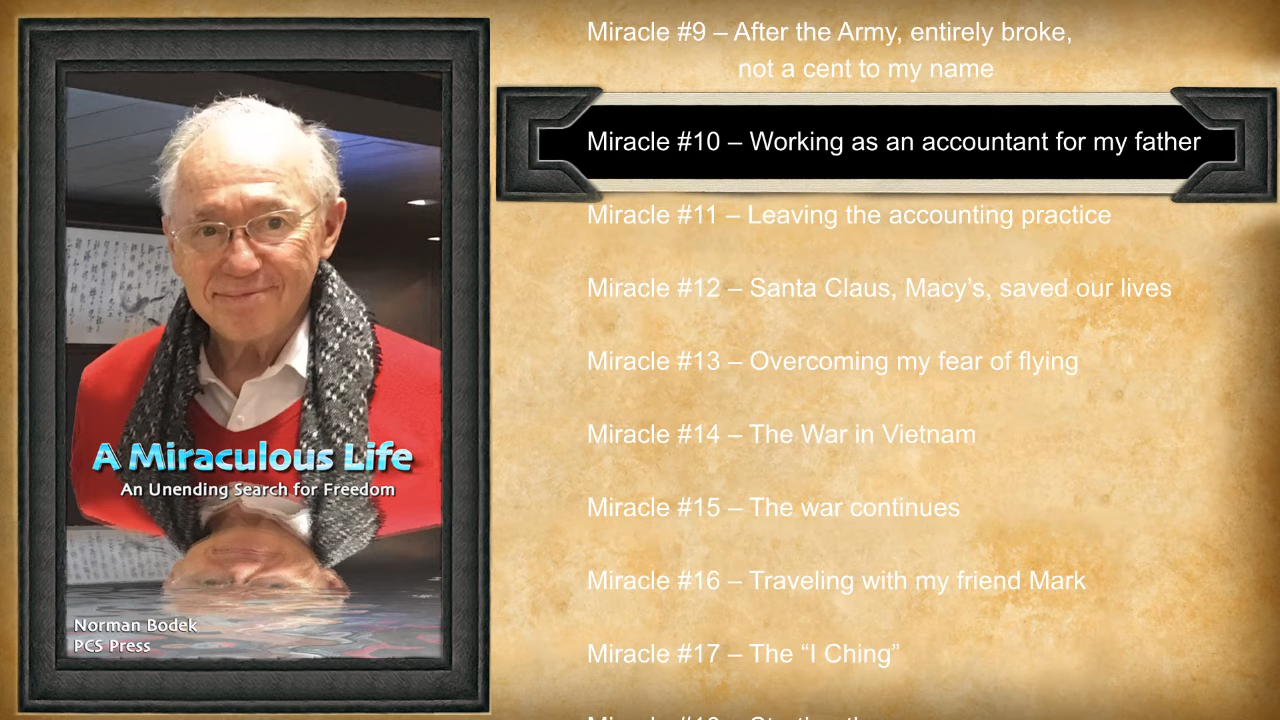 Miracle #9 – After the Army, entirely broke,
not a cent to my name
Miracle #10 – Working as an accountant for my father
Miracle #11 – Leaving the accounting practice
Miracle #12 – Santa Claus, Macy’s, saved our lives
Miracle #13 – Overcoming my fear of flying
Miracle #14 – The War in Vietnam
Miracle #15 – The war continues
Miracle #16 – Traveling with my friend Mark
Miracle #17 – The “I Ching”
A Miraculous Life
An Unending Search for Freedom
Norman Bodek
PCS Press